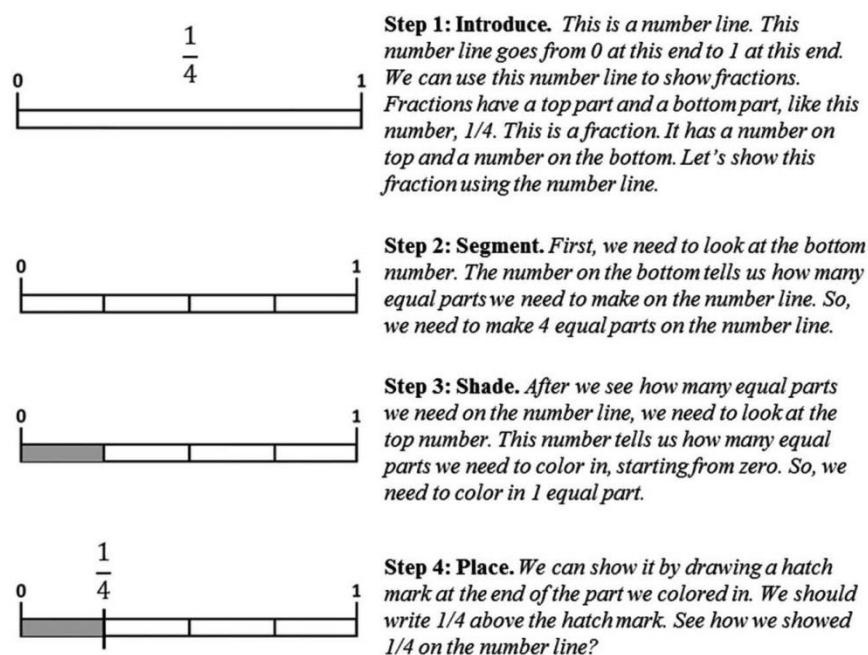 1
4
0 1
Step 1: Introduce. This is a number line. This
number line goes from 0 at this end to 1 at this end.
We can use this number line to show fractions.
Fractions have a top part and a bottom part, like this
number, 1/4. This is a fraction. It has a number on
top and a number on the bottom. Let's show this
fraction using the number line.
0 1
Step 2: Segment. First, we need to look at the bottom
number. The number on the bottom tells us how many
equal parts we need to make on the number line. So,
we need to make 4 equal parts on the number line.
0 1
Step 3: Shade. After we see how many equal parts
we need on the number line, we need to look at the
top number. This number tells us how many equal
parts we need to color in, starting from zero. So, we
need to color in 1 equal part.
1
4
0 1
Step 4: Place. We can show it by drawing a hatch
mark at the end of the part we colored in. We should
write 1/4 above the hatch mark. See how we showed
1/4 on the number line?